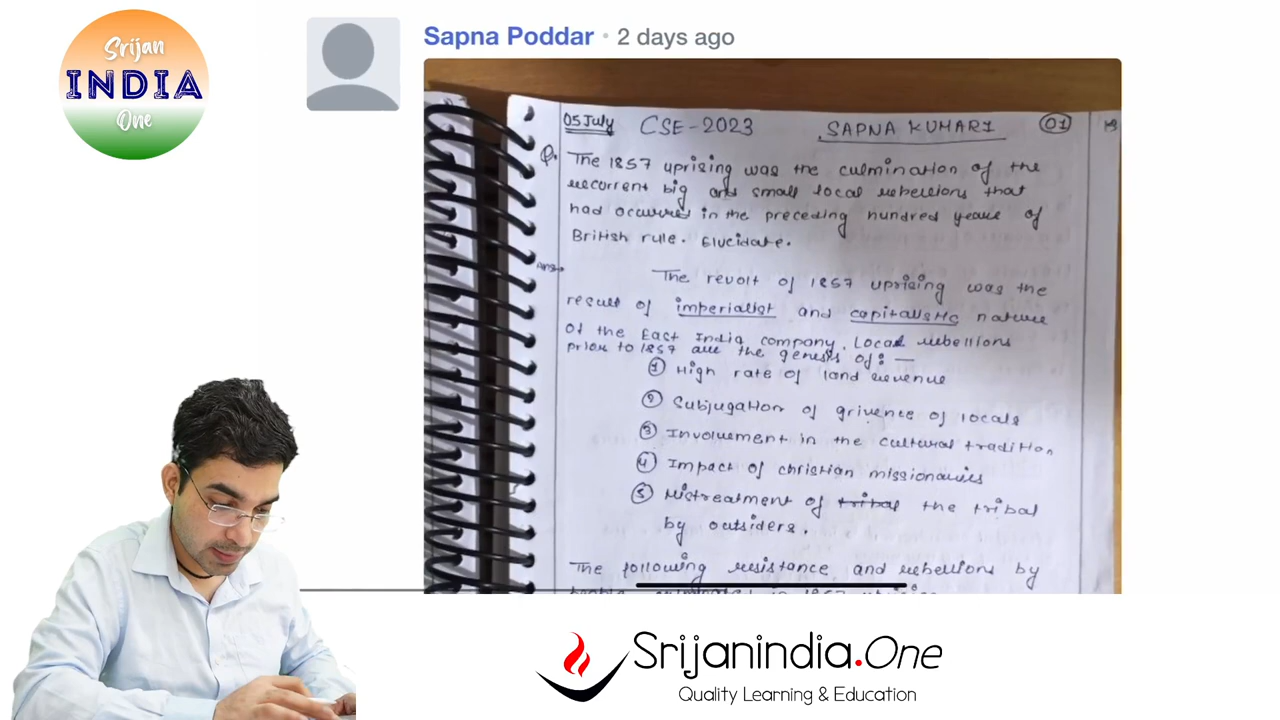 Srijan
INDIA
One
Sapna Poddar · 2 days ago
05 July CSE-2023 SAPNA KUMARI 01
Q. The 1857 uprising was the culmination of the
recurrent big and small local rebellions that
had ocurred in the preceding hundred years of
British rule. Elucidate.
Ans→
The revolt of 1857 uprising was the
result of imperialist and capitalistic nature
of the East India company. Local rebellions
prior to 1857 are the genesis of: —
① High rate of land revenue
② Subjugation of grivence of locals
③ Involvement in the cultural tradition
④ Impact of christian missionaries
⑤ Mistreatment of tribal the tribal
by outsiders.
The following resistance and rebellions by
Srijanindia.One
Quality Learning & Education